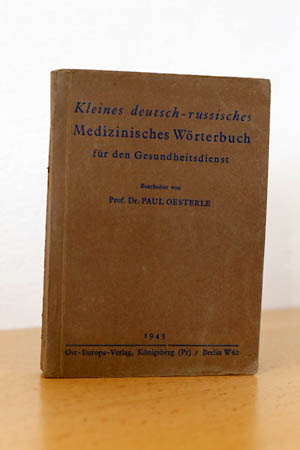 Kleines deutsch-russisches
Medizinisches Wörterbuch
für den Gesundheitsdienst
Bearbeitet von
Prof. Dr. PAUL OESTERLE
1943
Ost-Europa-Verlag, Königsberg (Pr) / Berlin W62